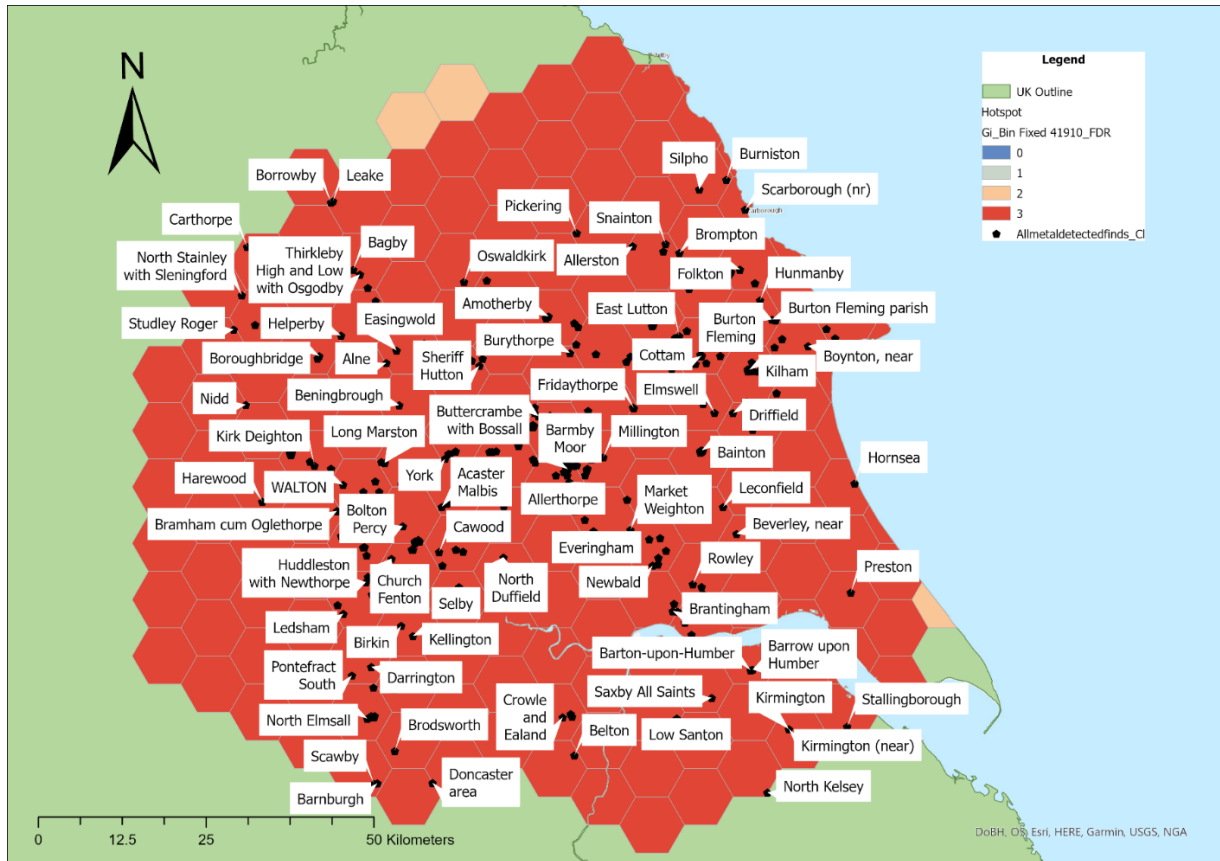 N
Legend
UK Outline
Hotspot
Gi_Bin Fixed 41910_FDR
0
1
2
3
Allmetaldetectedfinds_Cl
Silpho
Burniston
Borrowby
Leake
Scarborough (nr)
arborough
Pickering
Snainton
Carthorpe
Bagby
Brompton
North Stainley
with Sleningford
Thirkleby
High and Low
with Osgodby
Oswaldkirk
Allerston
Folkton
Hunmanby
Amotherby
East Lutton
Burton Fleming parish
Studley Roger
Helperby
Easingwold
Burton
Fleming
Boroughbridge
Alne
Sheriff
Hutton
Burythorpe
Cottam
Boynton, near
Kilham
Nidd
Beningbrough
Fridaythorpe
Elmswell
Driffield
Buttercrambe
with Bossall
Kirk Deighton
Long Marston
Barmby
Moor
Millington
Bainton
Hornsea
York
Acaster
Malbis
Harewood
WALTON
Allerthorpe
Market
Weighton
Leconfield
Bramham cum Oglethorpe
Bolton
Percy
Cawood
Beverley, near
Everingham
Rowley
Huddleston
with Newthorpe
Church
Fenton
North
Duffield
Newbald
Preston
Selby
Brantingham
Ledsham
Birkin
Kellington
Barton-upon-Humber
Barrow upon
Humber
Pontefract
South
Darrington
Saxby All Saints
Kirmington
Stallingborough
North Elmsall
Brodsworth
Crowle
and
Ealand
Belton
Low Santon
Kirmington (near)
Scawby
Barnburgh
Doncaster
area
North Kelsey
0 12.5 25 50 Kilometers
DoBH, OS, Esri, HERE, Garmin, USGS, NGA